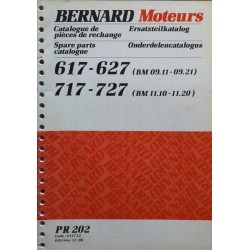 BERNARD Moteurs
Catalogue de pièces de rechange
Ersatzteilkatalog
Spare parts catalogue
Onderdelencatalogus
617-627 (BM 09.11-09.21)
717-727 (BM 11.10-11.20)
PR 202